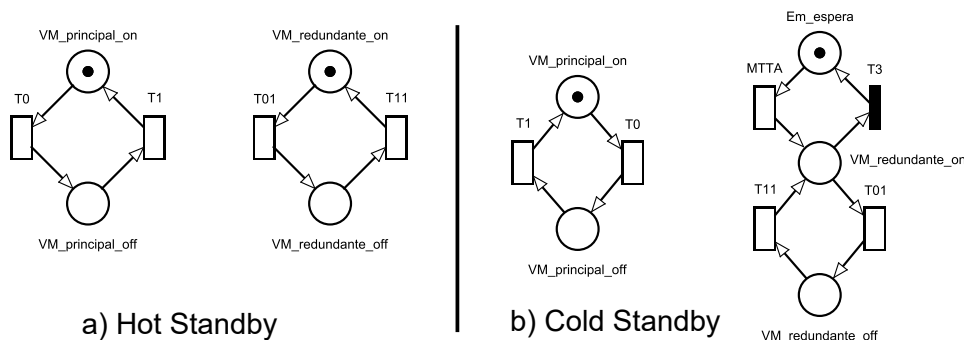 VM_principal_on
T0
T1
VM_principal_off
VM_redundante_on
T01
T11
VM_redundante_off
a) Hot Standby
VM_principal_on
T1
T0
VM_principal_off
Em_espera
MTTA
T3
VM_redundante_on
T11
T01
VM_redundante_off
b) Cold Standby